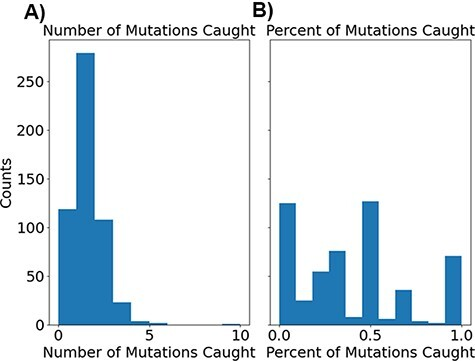 A)
Number of Mutations Caught
Counts
250
200
150
100
50
0
0
5
10
Number of Mutations Caught
B)
Percent of Mutations Caught
0.0
0.5
1.0
Percent of Mutations Caught